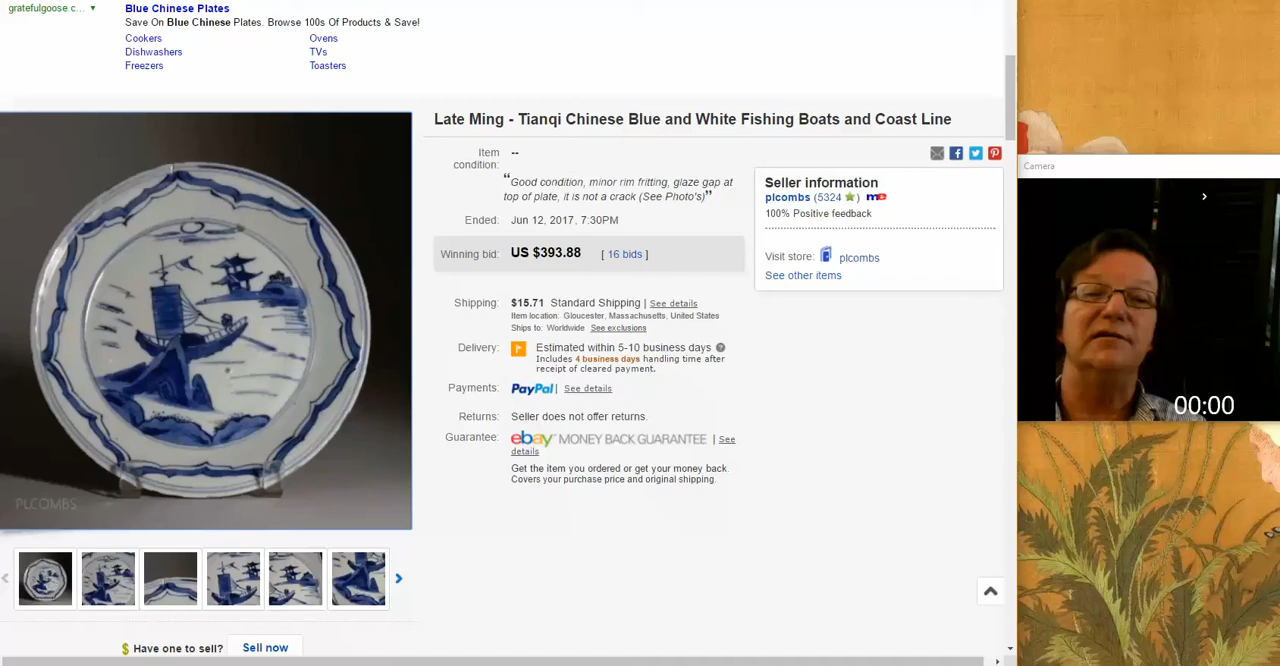 gratefulgoose.c... ▼
Blue Chinese Plates
Save On Blue Chinese Plates. Browse 100s Of Products & Save!
Cookers Ovens
Dishwashers TVs
Freezers Toasters
Late Ming - Tianqi Chinese Blue and White Fishing Boats and Coast Line
Item condition: --
“Good condition, minor rim fritting, glaze gap at
top of plate, it is not a crack (See Photo's)”
Ended: Jun 12, 2017, 7:30PM
Winning bid: US $393.88 [ 16 bids ]
Shipping: $15.71 Standard Shipping | See details
Item location: Gloucester, Massachusetts, United States
Ships to: Worldwide See exclusions
Delivery: Estimated within 5-10 business days ?
Includes 4 business days handling time after
receipt of cleared payment.
Payments: PayPal | See details
Returns: Seller does not offer returns.
Guarantee: ebay MONEY BACK GUARANTEE | See
details
Get the item you ordered or get your money back.
Covers your purchase price and original shipping.
Seller information
plcombs (5324 ) me
100% Positive feedback
Visit store: plcombs
See other items
Camera
00:00
PLCOMBS
$ Have one to sell? Sell now